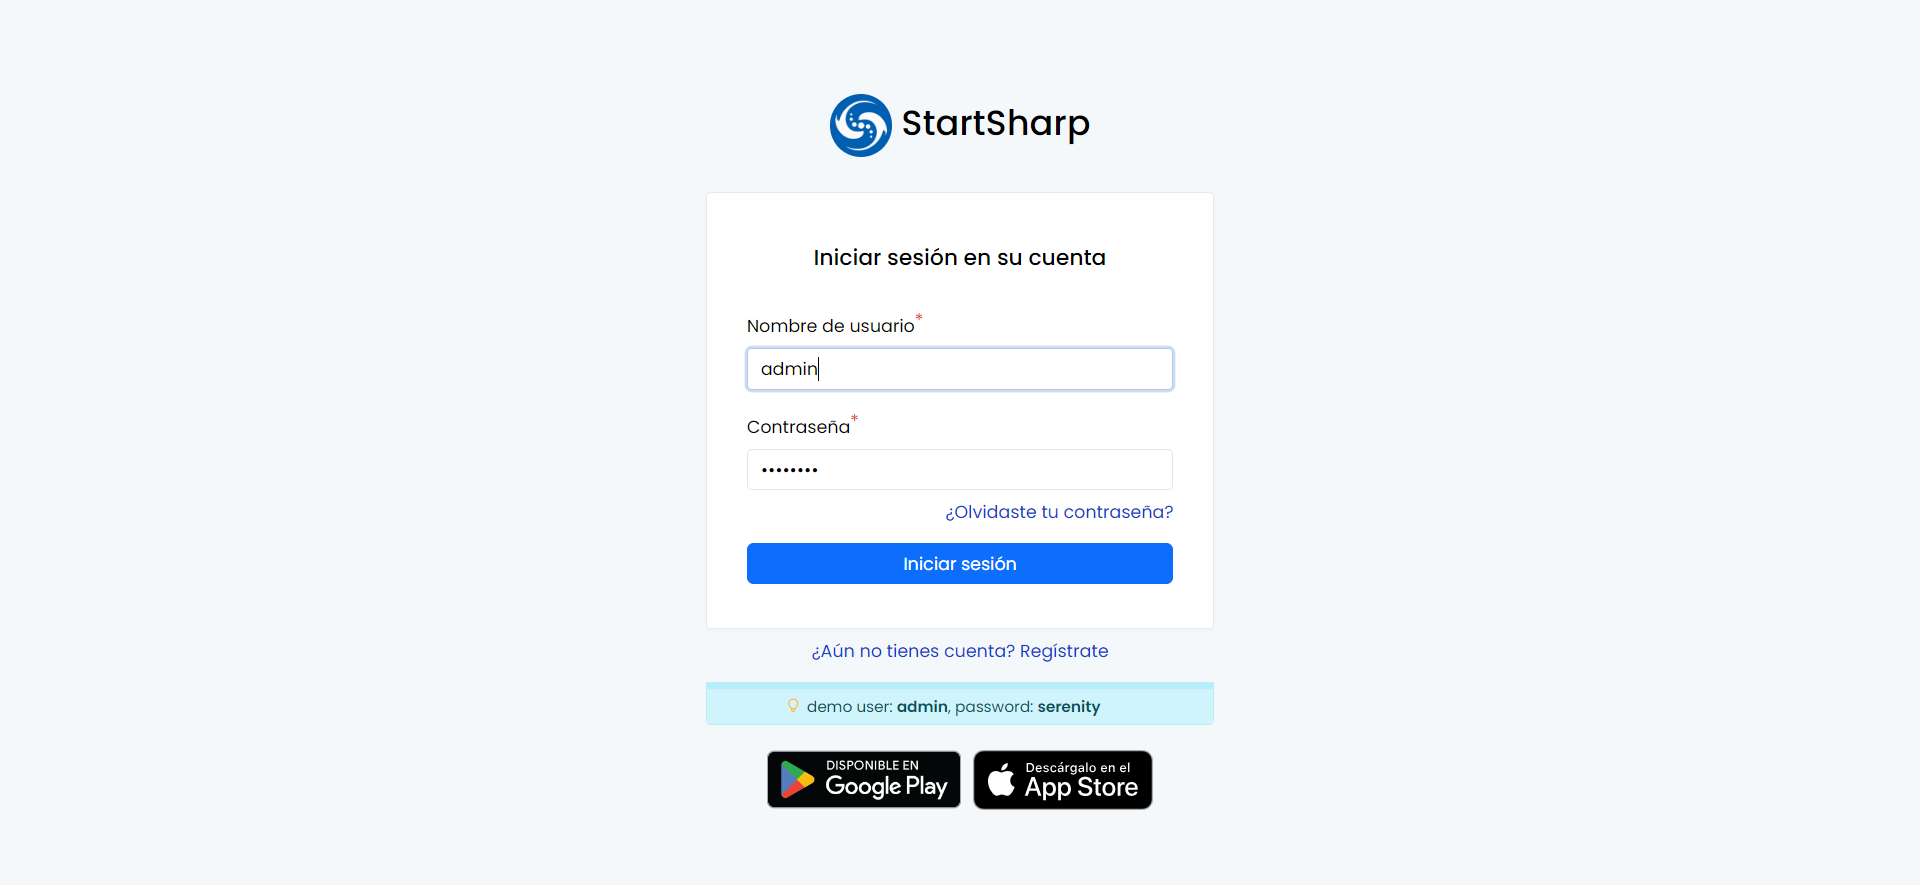 StartSharp
Iniciar sesión en su cuenta
Nombre de usuario*
admin
Contraseña*
••••••••
¿Olvidaste tu contraseña?
Iniciar sesión
¿Aún no tienes cuenta? Regístrate
demo user: admin, password: serenity
DISPONIBLE EN
Google Play
Descárgalo en el
App Store